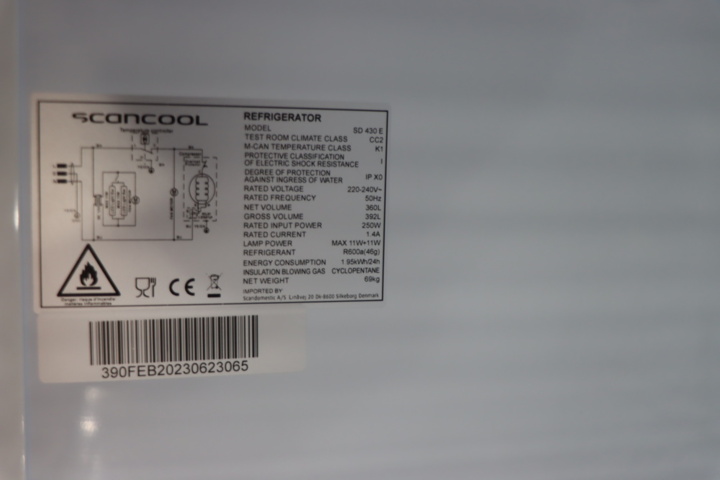 SCANCOOL
REFRIGERATOR
MODEL SD 430 E
TEST ROOM CLIMATE CLASS CC2
M-CAN TEMPERATURE CLASS K1
PROTECTIVE CLASSIFICATION
OF ELECTRIC SHOCK RESISTANCE I
DEGREE OF PROTECTION
AGAINST INGRESS OF WATER IP X0
RATED VOLTAGE 220-240V~
RATED FREQUENCY 50Hz
NET VOLUME 360L
GROSS VOLUME 392L
RATED INPUT POWER 250W
RATED CURRENT 1.4A
LAMP POWER MAX 11W+11W
REFRIGERANT R600a(46g)
ENERGY CONSUMPTION 1.95kWh/24h
INSULATION BLOWING GAS CYCLOPENTANE
NET WEIGHT 69kg
IMPORTED BY
Scandomestic A/S Denmark
CE
390FEB20230623065